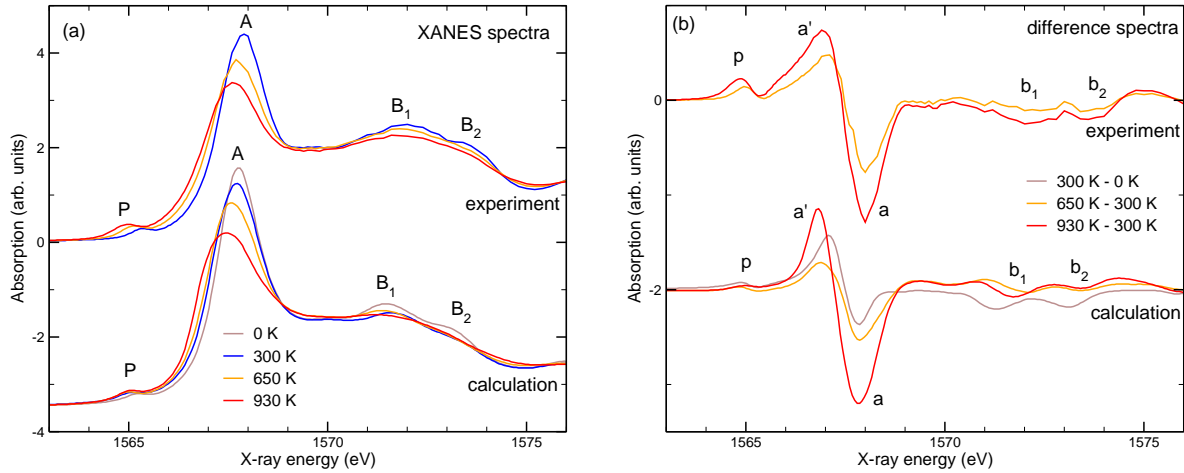 (a)
A
XANES spectra
4
Absorption (arb. units)
2
B1
B2
P
experiment
0
A
-2
B1
B2
0 K
300 K
650 K
930 K
P
calculation
-4
1565
1570
1575
X-ray energy (eV)
(b)
a'
difference spectra
p
b1
b2
0
experiment
Absorption (arb. units)
300 K - 0 K
650 K - 300 K
930 K - 300 K
a
a'
p
b1
b2
-2
calculation
a
1565
1570
1575
X-ray energy (eV)